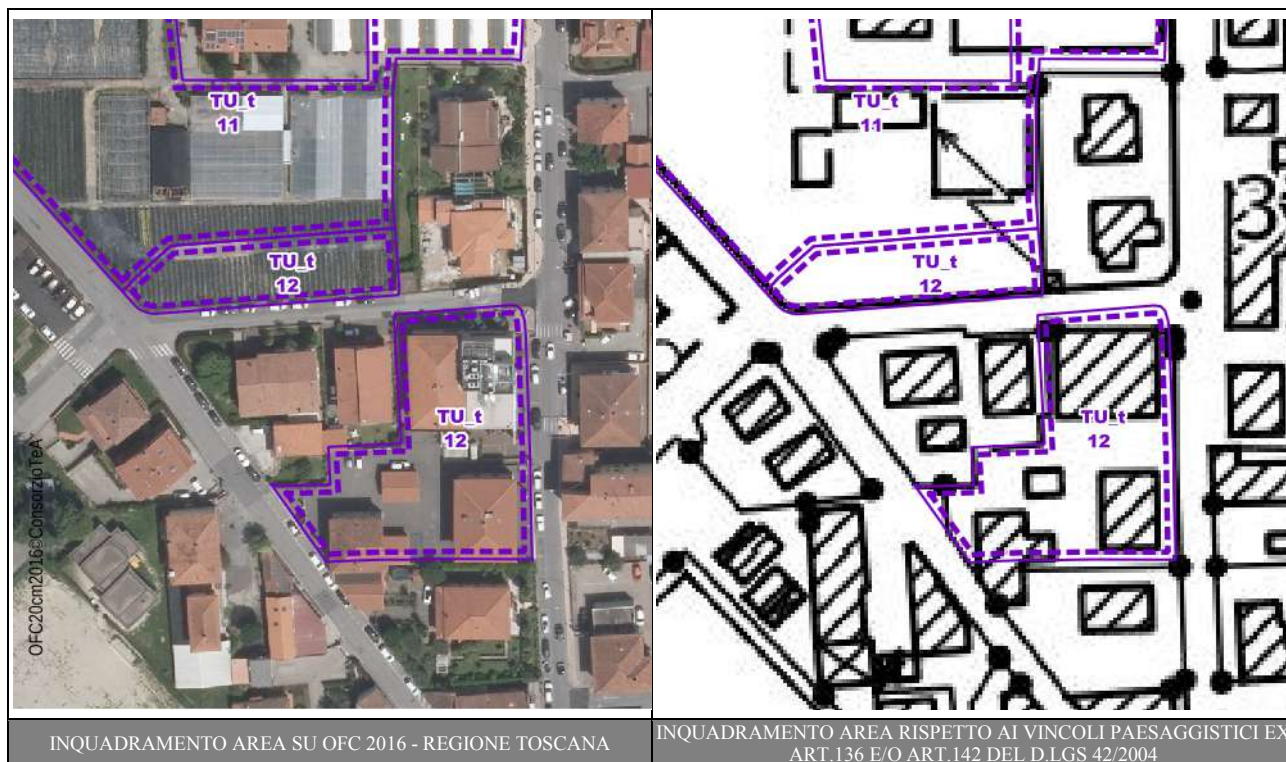 TU_t
11
TU_t
12
TU_t
12
OFC20cm2016©ConsorzioTeA
INQUADRAMENTO AREA SU OFC 2016 - REGIONE TOSCANA
TU_t
11
TU_t
12
TU_t
12
3
INQUADRAMENTO AREA RISPETTO AI VINCOLI PAESAGGISTICI EX
ART.136 E/O ART.142 DEL D.LGS 42/2004